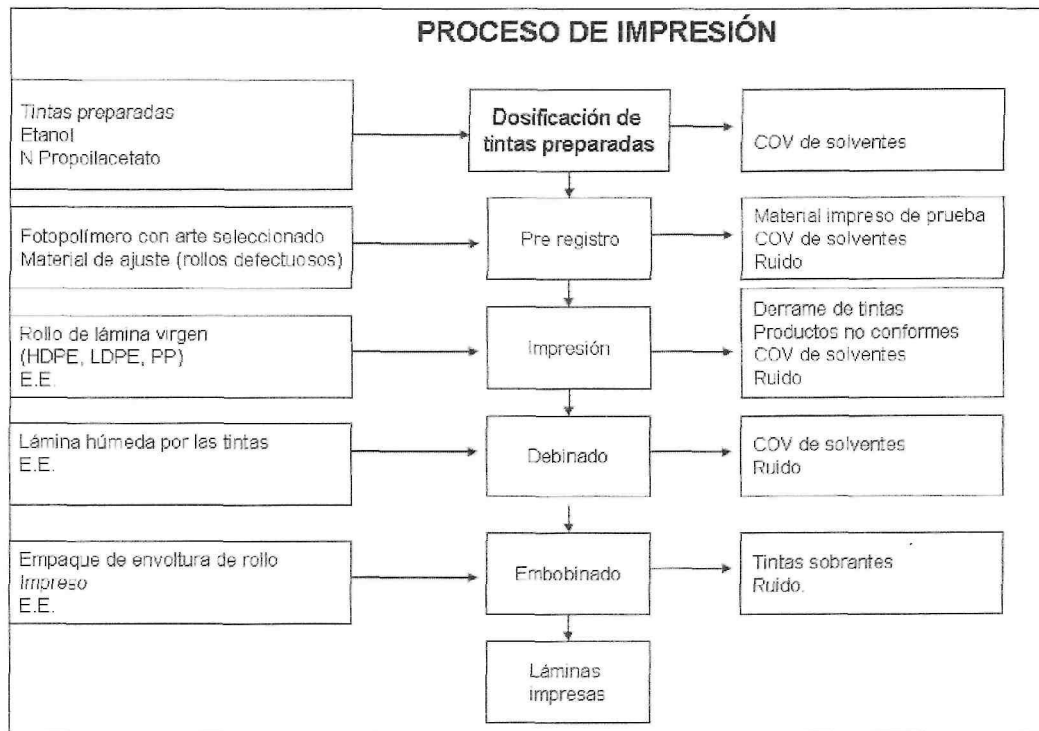 PROCESO DE IMPRESIÓN
Tintas preparadas
Etanol
N Propoilacetato
Dosificación de
tintas preparadas
COV de solventes
Fotopolímero con arte seleccionado
Material de ajuste (rollos defectuosos)
Pre registro
Material impreso de prueba
COV de solventes
Ruido
Rollo de lámina virgen
(HDPE, LDPE, PP)
E.E.
Impresión
Derrame de tintas
Productos no conformes
COV de solventes
Ruido
Lámina húmeda por las tintas
E.E.
Debinado
COV de solventes
Ruido
Empaque de envoltura de rollo
Impreso
E.E.
Embobinado
Tintas sobrantes
Ruido.
Láminas
impresas